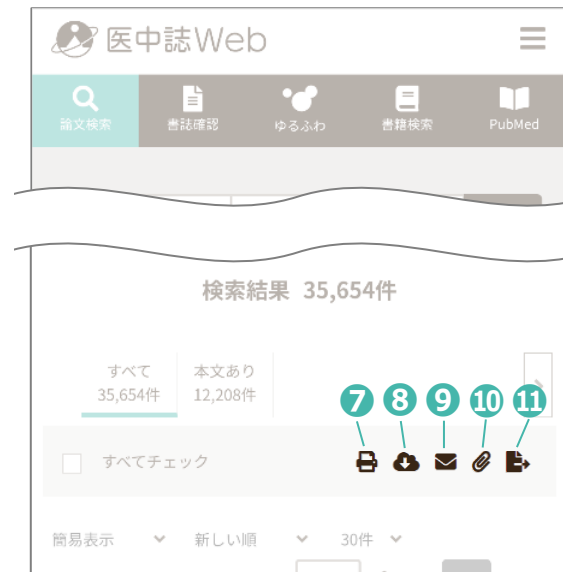 医中誌Web
論文検索 書誌確認 ゆるふわ 書籍検索 PubMed
検索結果 35,654件
すべて 本文あり
35,654件 12,208件
7 8 9 10 11
すべてチェック
簡易表示 新しい順 30件